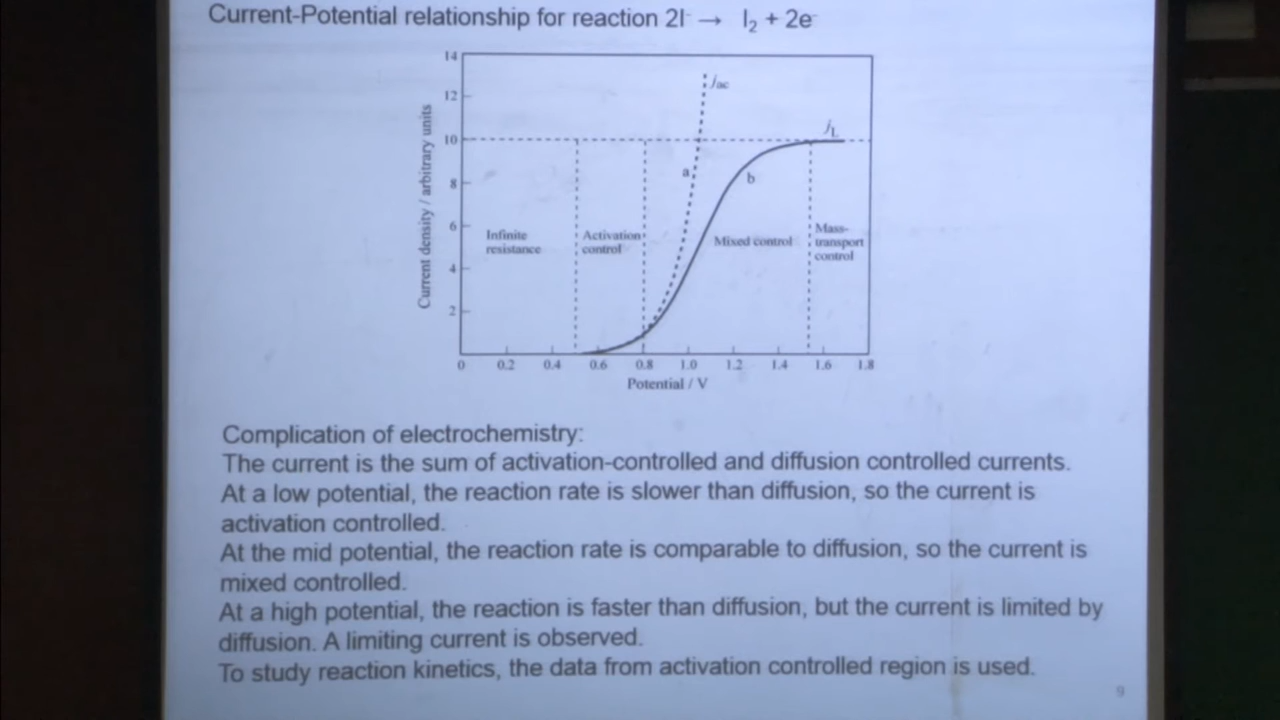 Current-Potential relationship for reaction 2I⁻ → I₂ + 2e⁻
14
12
10
8
6
4
2
Current density / arbitrary units
jac
jL
a
b
Infinite
resistance
Activation
control
Mixed control
Mass-
transport
control
0 0.2 0.4 0.6 0.8 1.0 1.2 1.4 1.6 1.8
Potential / V
Complication of electrochemistry:
The current is the sum of activation-controlled and diffusion controlled currents.
At a low potential, the reaction rate is slower than diffusion, so the current is
activation controlled.
At the mid potential, the reaction rate is comparable to diffusion, so the current is
mixed controlled.
At a high potential, the reaction is faster than diffusion, but the current is limited by
diffusion. A limiting current is observed.
To study reaction kinetics, the data from activation controlled region is used.
9